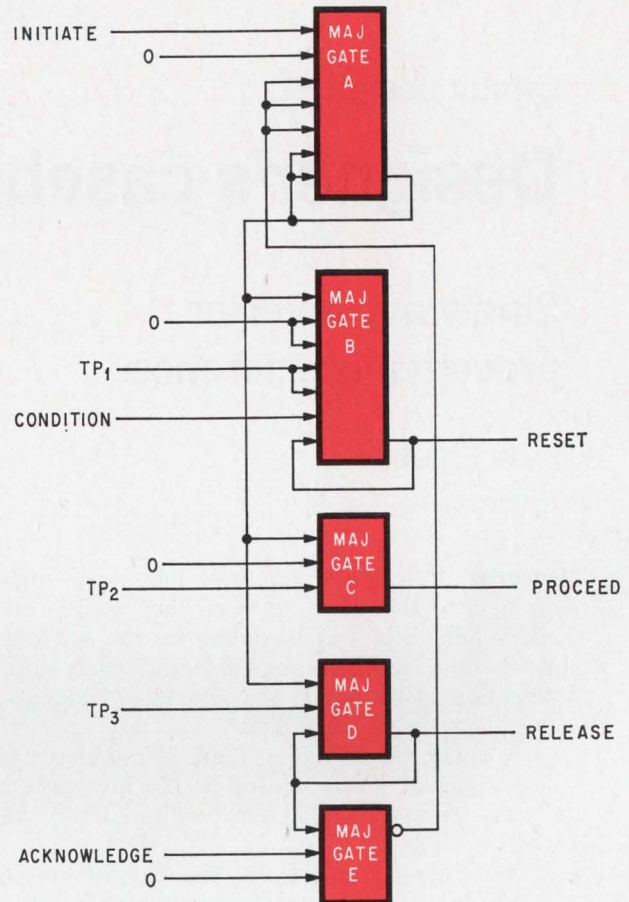 INITIATE
0
MAJ
GATE
A
0
TP1
CONDITION
MAJ
GATE
B
RESET
0
TP2
MAJ
GATE
C
PROCEED
TP3
MAJ
GATE
D
RELEASE
ACKNOWLEDGE
0
MAJ
GATE
E